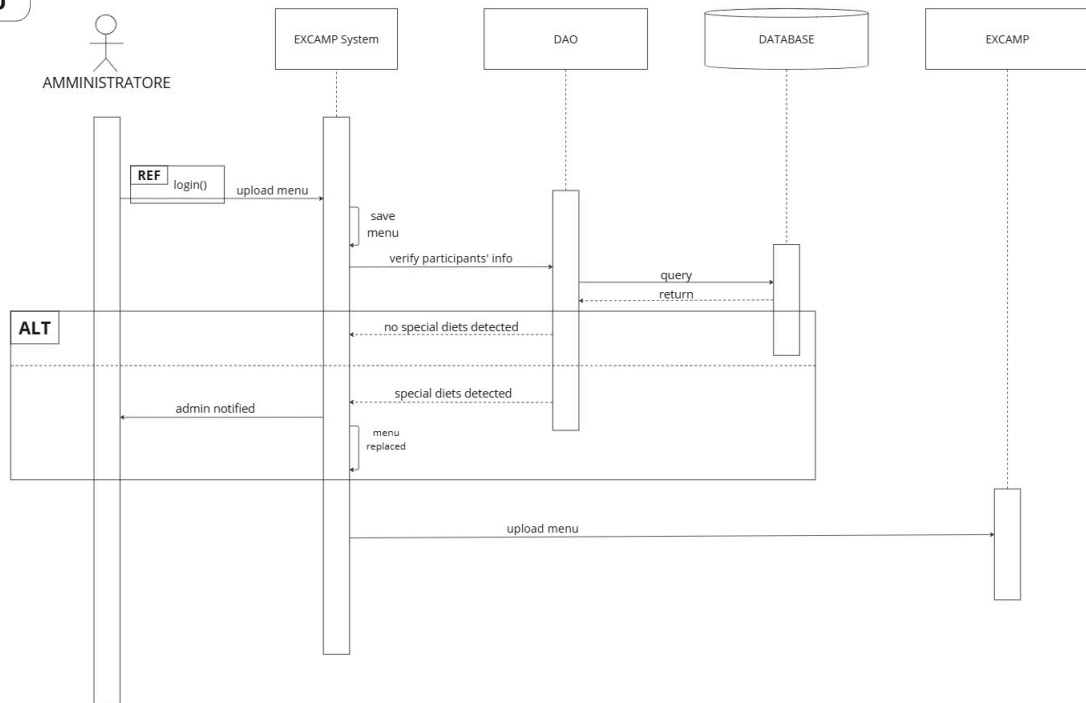 AMMINISTRATORE
EXCAMP System
DAO
DATABASE
EXCAMP
REF
login()
upload menu
save
menu
verify participants' info
query
return
ALT
no special diets detected
special diets detected
admin notified
menu
replaced
upload menu